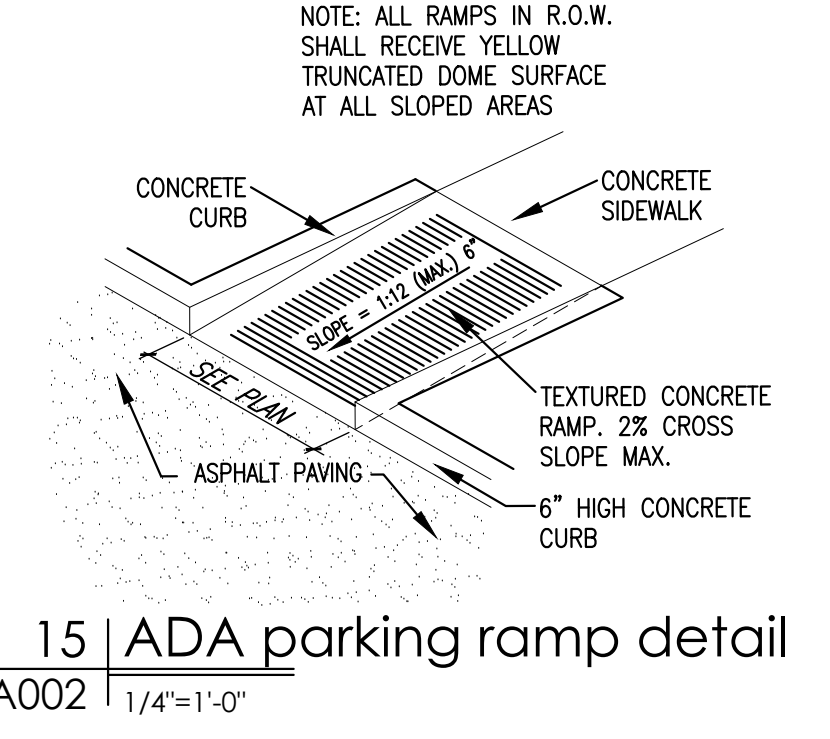 NOTE: ALL RAMPS IN R.O.W.
SHALL RECEIVE YELLOW
TRUNCATED DOME SURFACE
AT ALL SLOPED AREAS
CONCRETE
CURB
CONCRETE
SIDEWALK
SLOPE = 1:12 (MAX.) 6"
SEE PLAN
TEXTURED CONCRETE
RAMP. 2% CROSS
SLOPE MAX.
ASPHALT PAVING
6" HIGH CONCRETE
CURB
15 ADA parking ramp detail
A002 1/4"=1'-0"